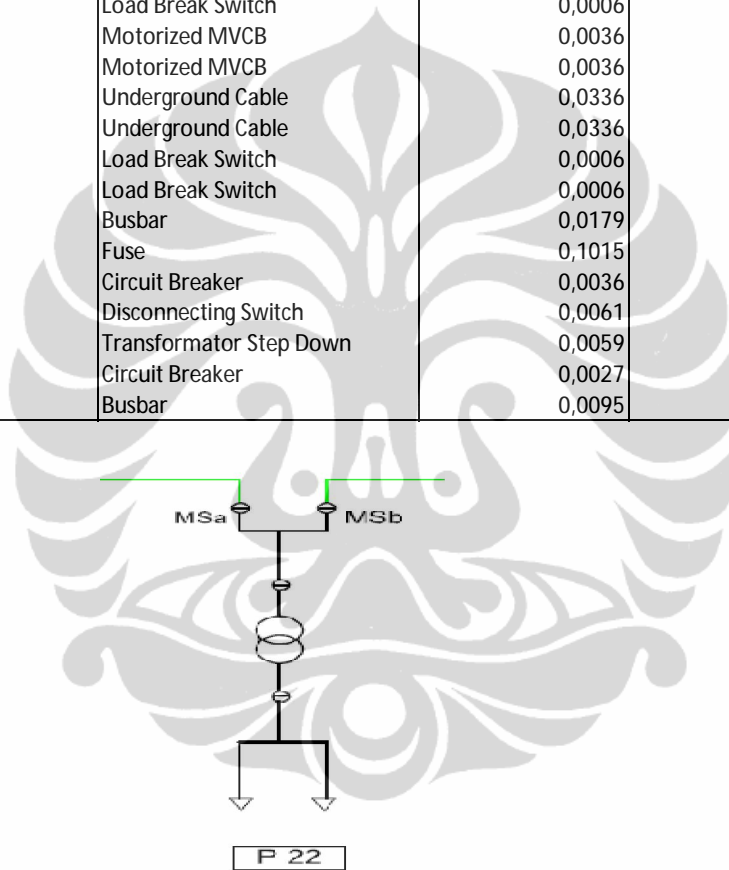 Load Break Switch 0,0006
Motorized MVCB 0,0036
Motorized MVCB 0,0036
Underground Cable 0,0336
Underground Cable 0,0336
Load Break Switch 0,0006
Load Break Switch 0,0006
Busbar 0,0179
Fuse 0,1015
Circuit Breaker 0,0036
Disconnecting Switch 0,0061
Transformator Step Down 0,0059
Circuit Breaker 0,0027
Busbar 0,0095
MSa MSb
P 22